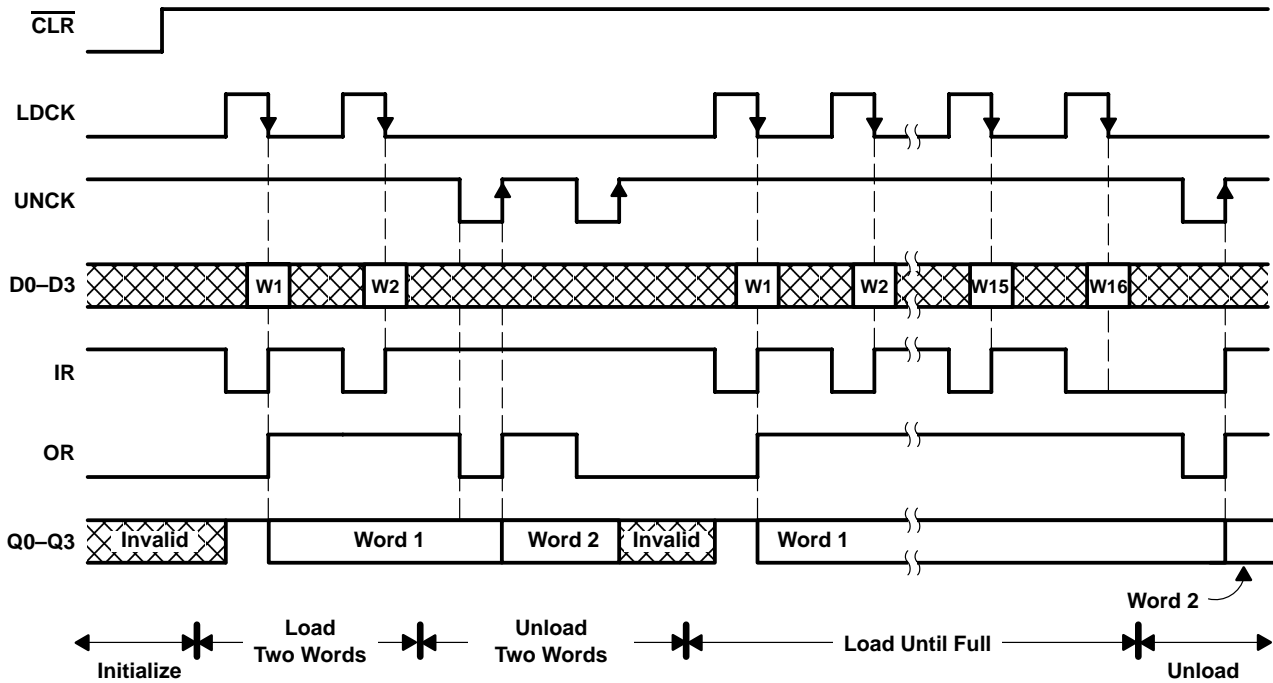 CLR
LDCK
UNCK
D0–D3 W1 W2 W1 W2 W15 W16
IR
OR
Q0–Q3 Invalid Word 1 Word 2 Invalid Word 1
Word 2
Initialize
Load
Two Words
Unload
Two Words
Load Until Full
Unload